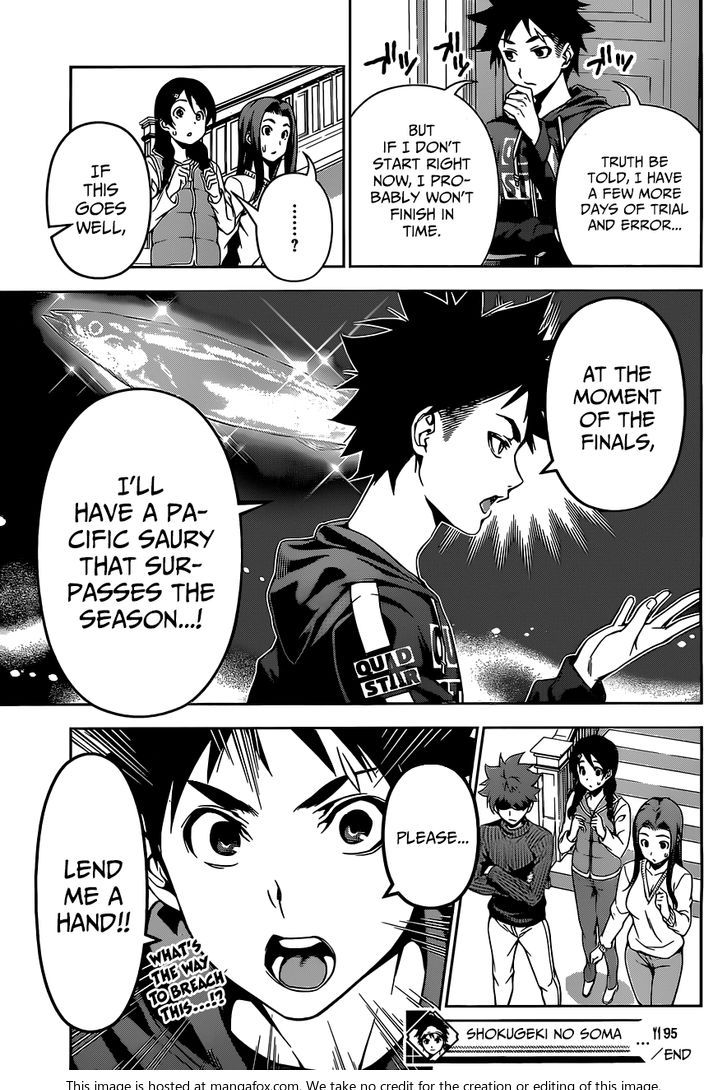 TRUTH BE
TOLD, I HAVE
A FEW MORE
DAYS OF TRIAL
AND ERROR...
BUT
IF I DON'T
START RIGHT
NOW, I PRO-
BABLY WON'T
FINISH IN
TIME.
......
?
IF
THIS
GOES
WELL,
AT THE
MOMENT
OF THE
FINALS,
I'LL
HAVE A PA-
CIFIC SAURY
THAT SUR-
PASSES THE
SEASON...!
QUAD
STAR
PLEASE...
LEND
ME A
HAND!!
WHAT'S
THE WAY
TO BREACH
THIS....!?
SHOKUGEKI NO SOMA ... 95
/END
This image is hosted at mangafox.com. We take no credit for the creation or editing of this image.